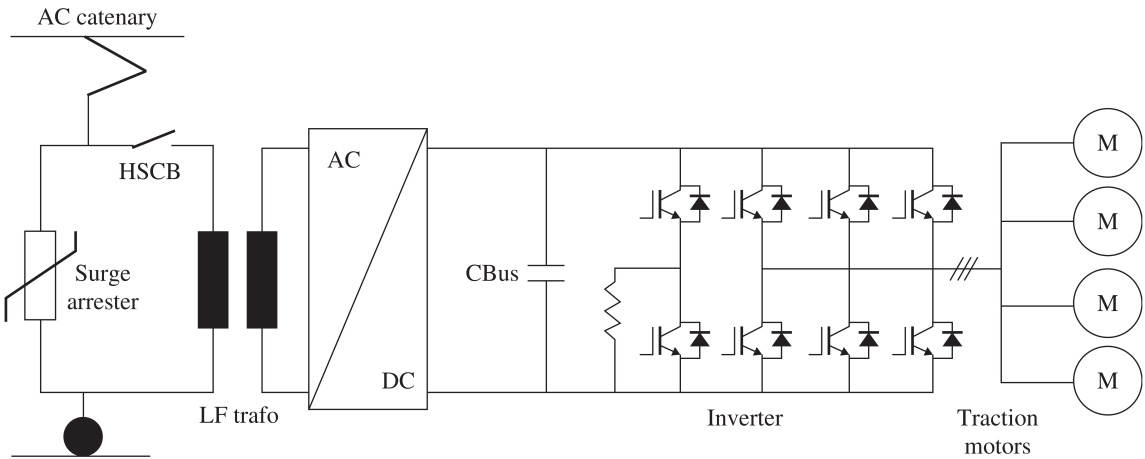 AC catenary
HSCB
Surge
arrester
LF trafo
AC
DC
CBus
Inverter
Traction
motors
M
M
M
M